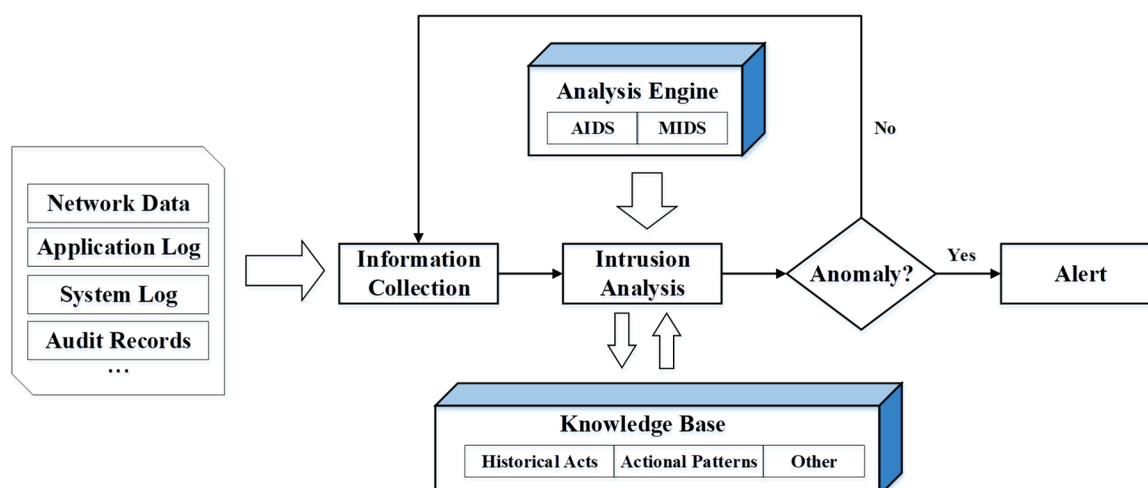 Analysis Engine
AIDS
MIDS
No
Network Data
Application Log
System Log
Audit Records
...
Information
Collection
Intrusion
Analysis
Anomaly?
Yes
Alert
Knowledge Base
Historical Acts
Actional Patterns
Other